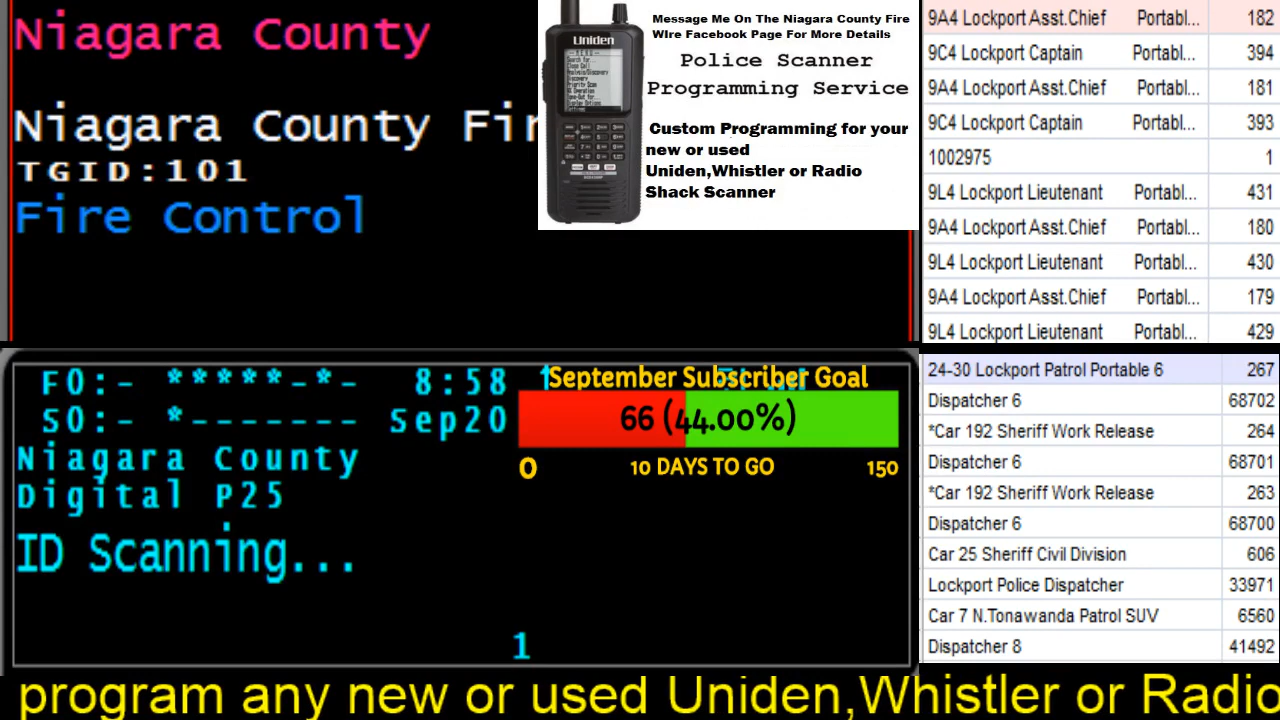 Niagara County
Niagara County Fir
TGID:101
Fire Control
Uniden
Message Me On The Niagara County Fire
WIre Facebook Page For More Details
Police Scanner
Programming Service
Custom Programming for your
new or used
Uniden,Whistler or Radio
Shack Scanner
9A4 Lockport Asst.Chief Portabl... 182
9C4 Lockport Captain Portabl... 394
9A4 Lockport Asst.Chief Portabl... 181
9C4 Lockport Captain Portabl... 393
1002975 1
9L4 Lockport Lieutenant Portabl... 431
9A4 Lockport Asst.Chief Portabl... 180
9L4 Lockport Lieutenant Portabl... 430
9A4 Lockport Asst.Chief Portabl... 179
9L4 Lockport Lieutenant Portabl... 429
F0:- *****-*- 8:58
S0:- *------- Sep20
Niagara County
Digital P25
ID Scanning...
1
September Subscriber Goal
66 (44.00%)
0 10 DAYS TO GO 150
24-30 Lockport Patrol Portable 6 267
Dispatcher 6 68702
*Car 192 Sheriff Work Release 264
Dispatcher 6 68701
*Car 192 Sheriff Work Release 263
Dispatcher 6 68700
Car 25 Sheriff Civil Division 606
Lockport Police Dispatcher 33971
Car 7 N.Tonawanda Patrol SUV 6560
Dispatcher 8 41492
program any new or used Uniden,Whistler or Radio